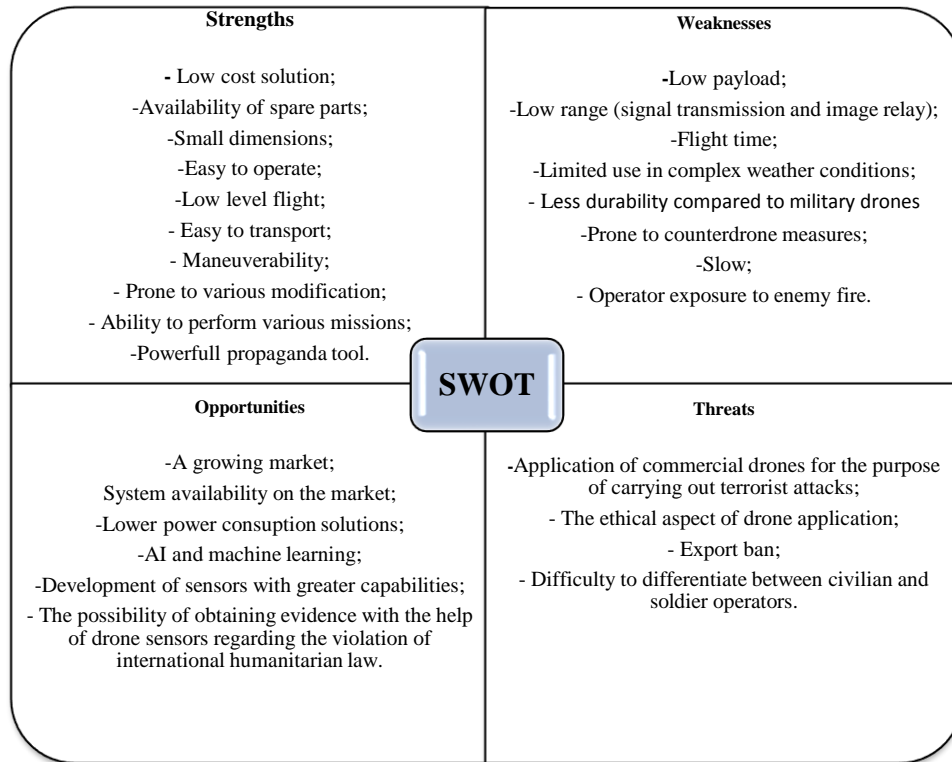 Strengths
- Low cost solution;
-Availability of spare parts;
-Small dimensions;
-Easy to operate;
-Low level flight;
- Easy to transport;
- Maneuverability;
- Prone to various modification;
- Ability to perform various missions;
-Powerfull propaganda tool.
Weaknesses
-Low payload;
-Low range (signal transmission and image relay);
-Flight time;
-Limited use in complex weather conditions;
- Less durability compared to military drones
-Prone to counterdrone measures;
-Slow;
- Operator exposure to enemy fire.
SWOT
Opportunities
-A growing market;
System availability on the market;
-Lower power consuption solutions;
-AI and machine learning;
-Development of sensors with greater capabilities;
- The possibility of obtaining evidence with the help
of drone sensors regarding the violation of
international humanitarian law.
Threats
-Application of commercial drones for the purpose
of carrying out terrorist attacks;
- The ethical aspect of drone application;
- Export ban;
- Difficulty to differentiate between civilian and
soldier operators.